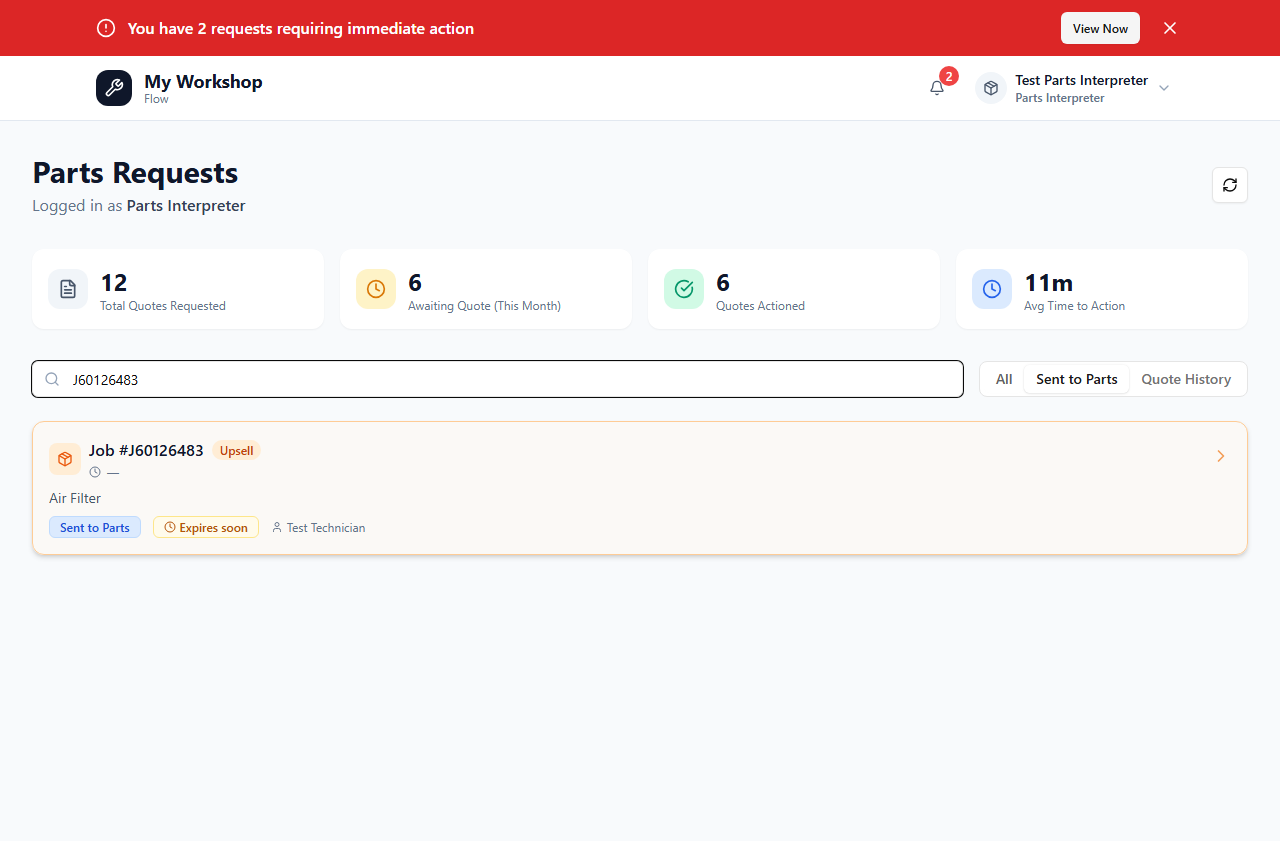 You have 2 requests requiring immediate action
View Now
My Workshop
Flow
2
Test Parts Interpreter
Parts Interpreter
Parts Requests
Logged in as Parts Interpreter
12
Total Quotes Requested
6
Awaiting Quote (This Month)
6
Quotes Actioned
11m
Avg Time to Action
J60126483
All
Sent to Parts
Quote History
Job #J60126483
Upsell
—
Air Filter
Sent to Parts
Expires soon
Test Technician